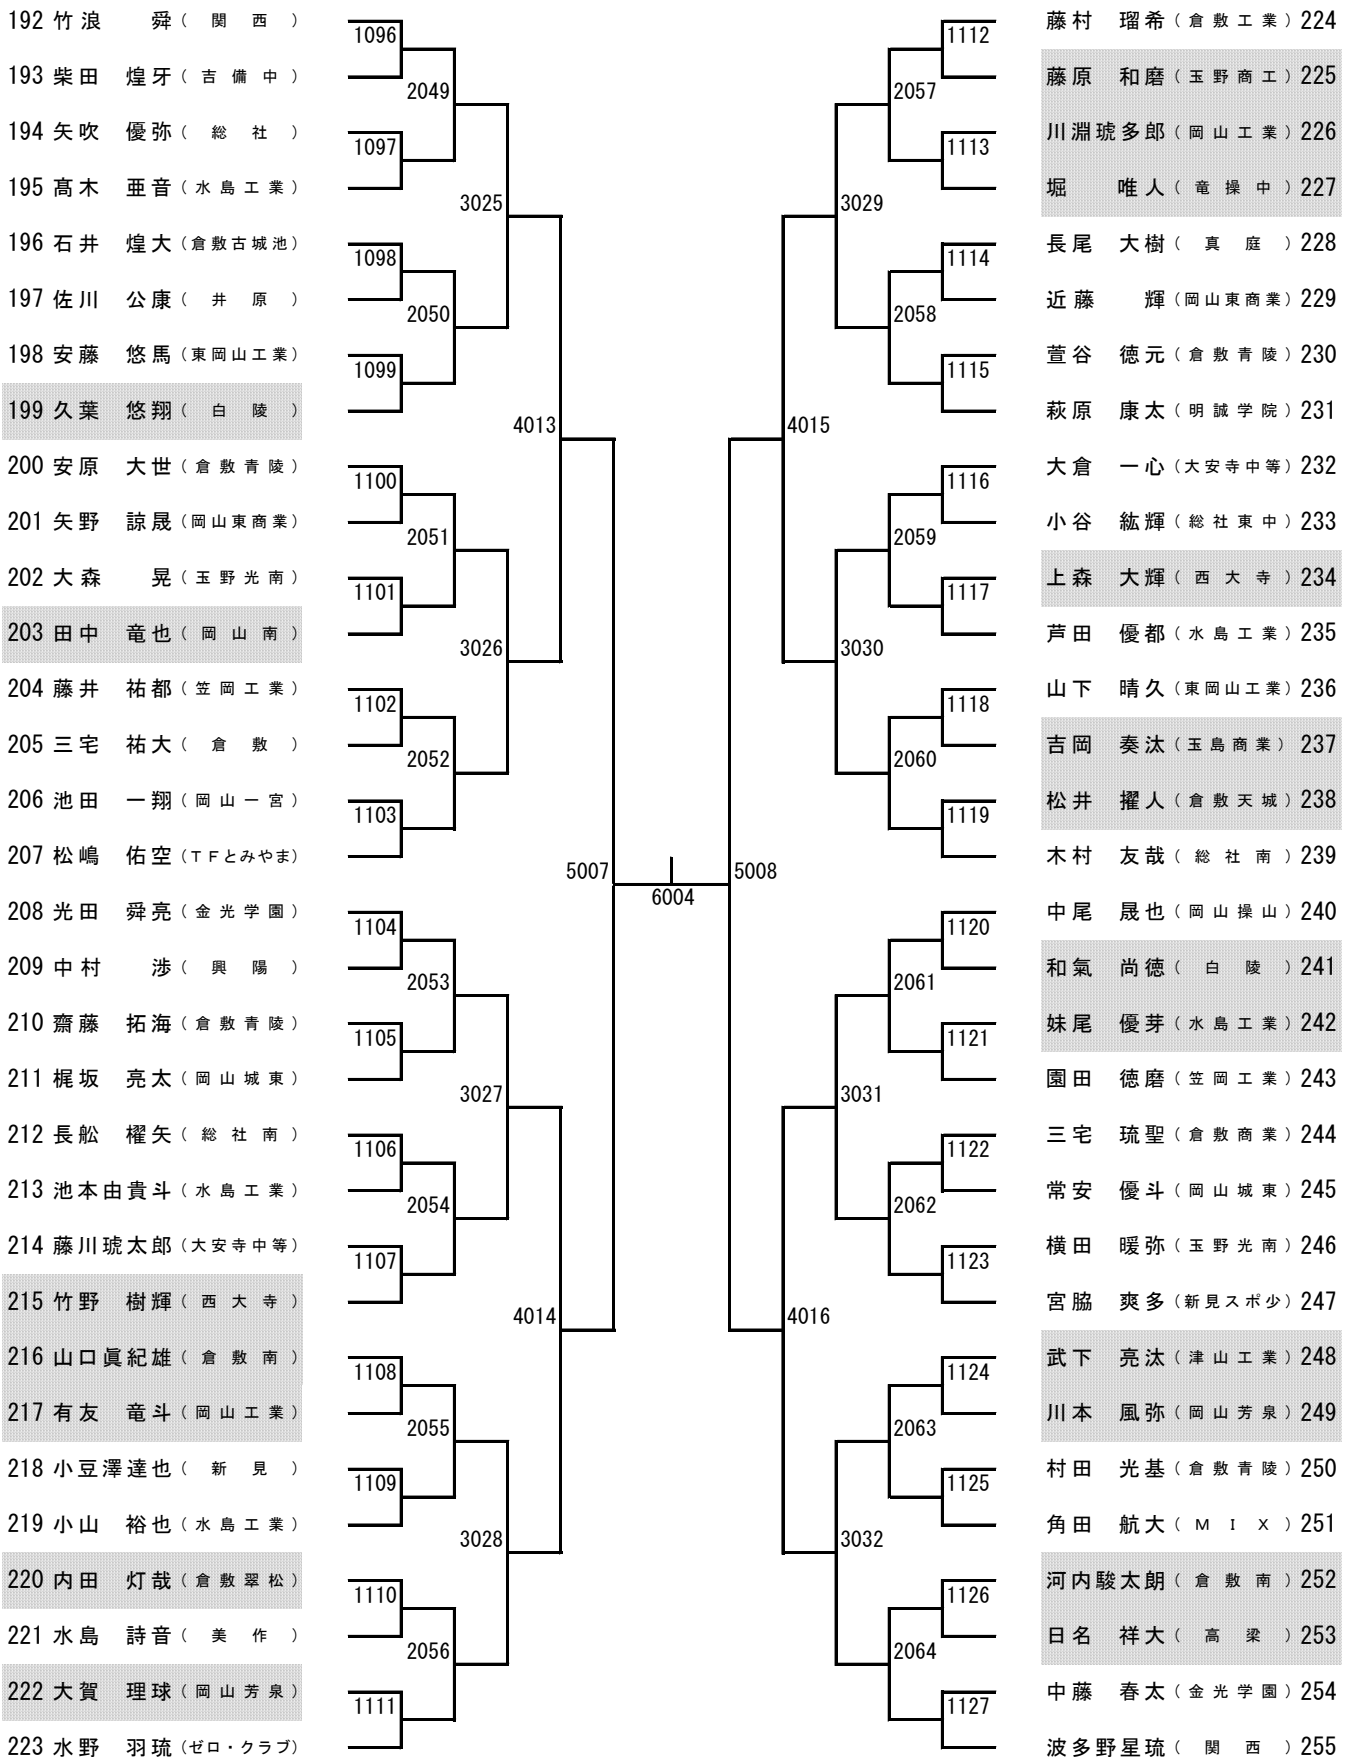 192 竹浪 舜 (関西)
1096
193 柴田 煌牙 (吉備中)
2049
194 矢吹 優弥 (総社)
1097
195 髙木 亜音 (水島工業)
3025
196 石井 煌大 (倉敷古城池)
1098
197 佐川 公康 (井原)
2050
198 安藤 悠馬 (東岡山工業)
1099
199 久葉 悠翔 (白陵)
4013
200 安原 大世 (倉敷青陵)
1100
201 矢野 諒晟 (岡山東商業)
2051
202 大森 晃 (玉野光南)
1101
203 田中 竜也 (岡山南)
3026
204 藤井 祐都 (笠岡工業)
1102
205 三宅 祐大 (倉敷)
2052
206 池田 一翔 (岡山一宮)
1103
207 松嶋 佑空 (TFとみやま)
5007
208 光田 舜亮 (金光学園)
1104
209 中村 渉 (興陽)
2053
210 齋藤 拓海 (倉敷青陵)
1105
211 梶坂 亮太 (岡山城東)
3027
212 長舩 櫂矢 (総社南)
1106
213 池本由貴斗 (水島工業)
2054
214 藤川琥太郎 (大安寺中等)
1107
215 竹野 樹輝 (西大寺)
4014
216 山口眞紀雄 (倉敷南)
1108
217 有友 竜斗 (岡山工業)
2055
218 小豆澤達也 (新見)
1109
219 小山 裕也 (水島工業)
3028
220 内田 灯哉 (倉敷翠松)
1110
221 水島 詩音 (美作)
2056
222 大賀 理球 (岡山芳泉)
1111
223 水野 羽琉 (ゼロ・クラブ)
6004
藤村 瑠希 (倉敷工業) 224
1112
藤原 和磨 (玉野商工) 225
2057
川淵琥多郎 (岡山工業) 226
1113
堀 唯人 (竜操中) 227
3029
長尾 大樹 (真庭) 228
1114
近藤 輝 (岡山東商業) 229
2058
萱谷 徳元 (倉敷青陵) 230
1115
萩原 康太 (明誠学院) 231
4015
大倉 一心 (大安寺中等) 232
1116
小谷 紘輝 (総社東中) 233
2059
上森 大輝 (西大寺) 234
1117
芦田 優都 (水島工業) 235
3030
山下 晴久 (東岡山工業) 236
1118
吉岡 奏汰 (玉島商業) 237
2060
松井 擢人 (倉敷天城) 238
1119
木村 友哉 (総社南) 239
5008
中尾 晟也 (岡山操山) 240
1120
和氣 尚徳 (白陵) 241
2061
妹尾 優芽 (水島工業) 242
1121
園田 徳磨 (笠岡工業) 243
3031
三宅 琉聖 (倉敷商業) 244
1122
常安 優斗 (岡山城東) 245
2062
横田 暖弥 (玉野光南) 246
1123
宮脇 爽多 (新見スポ少) 247
4016
武下 亮汰 (津山工業) 248
1124
川本 風弥 (岡山芳泉) 249
2063
村田 光基 (倉敷青陵) 250
1125
角田 航大 (MIX) 251
3032
河内駿太朗 (倉敷南) 252
1126
日名 祥大 (高梁) 253
2064
中藤 春太 (金光学園) 254
1127
波多野星琉 (関西) 255